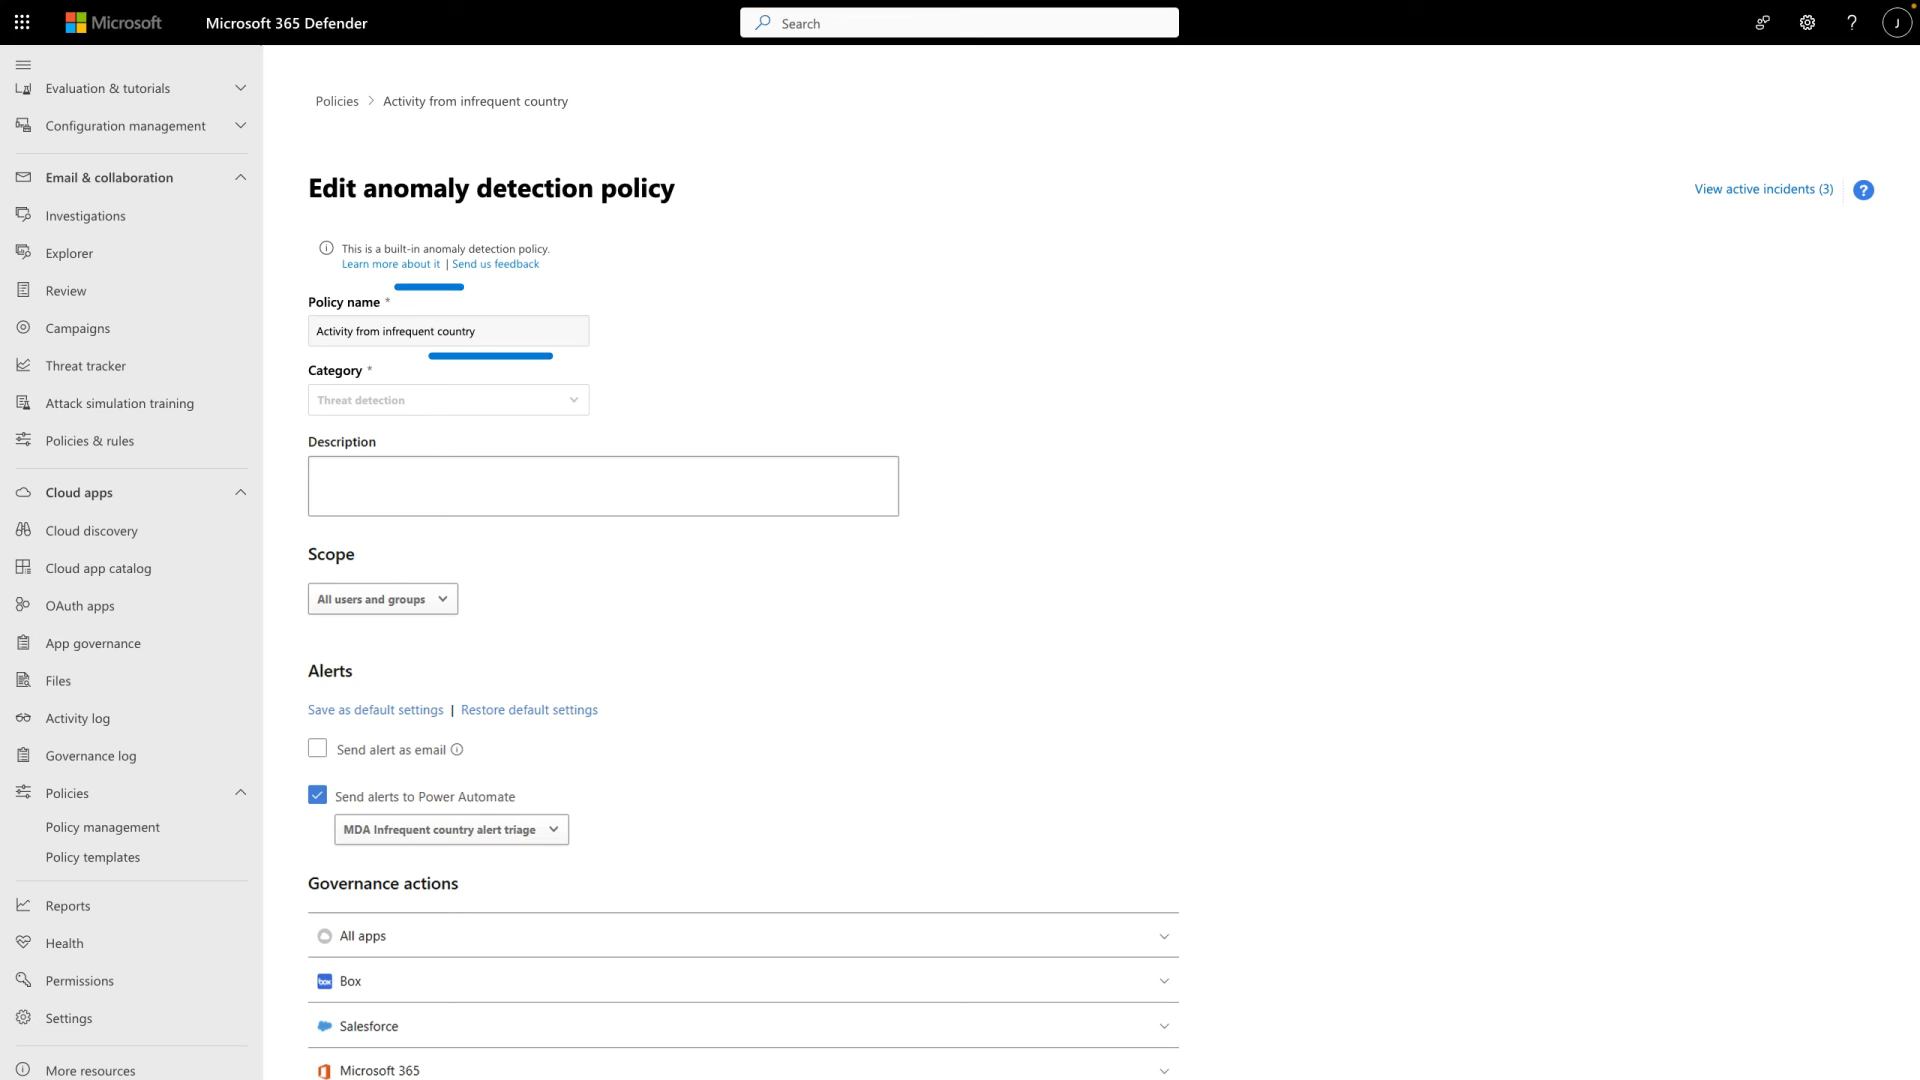 Microsoft
Microsoft 365 Defender
Search
?
J
Evaluation & tutorials
Configuration management
Email & collaboration
Investigations
Explorer
Review
Campaigns
Threat tracker
Attack simulation training
Policies & rules
Cloud apps
Cloud discovery
Cloud app catalog
OAuth apps
App governance
Files
Activity log
Governance log
Policies
Policy management
Policy templates
Reports
Health
Permissions
Settings
More resources
Policies > Activity from infrequent country
Edit anomaly detection policy
View active incidents (3)
?
This is a built-in anomaly detection policy.
Learn more about it | Send us feedback
Policy name *
Activity from infrequent country
Category *
Threat detection
Description
Scope
All users and groups
Alerts
Save as default settings | Restore default settings
Send alert as email
Send alerts to Power Automate
MDA Infrequent country alert triage
Governance actions
All apps
box Box
Salesforce
Microsoft 365